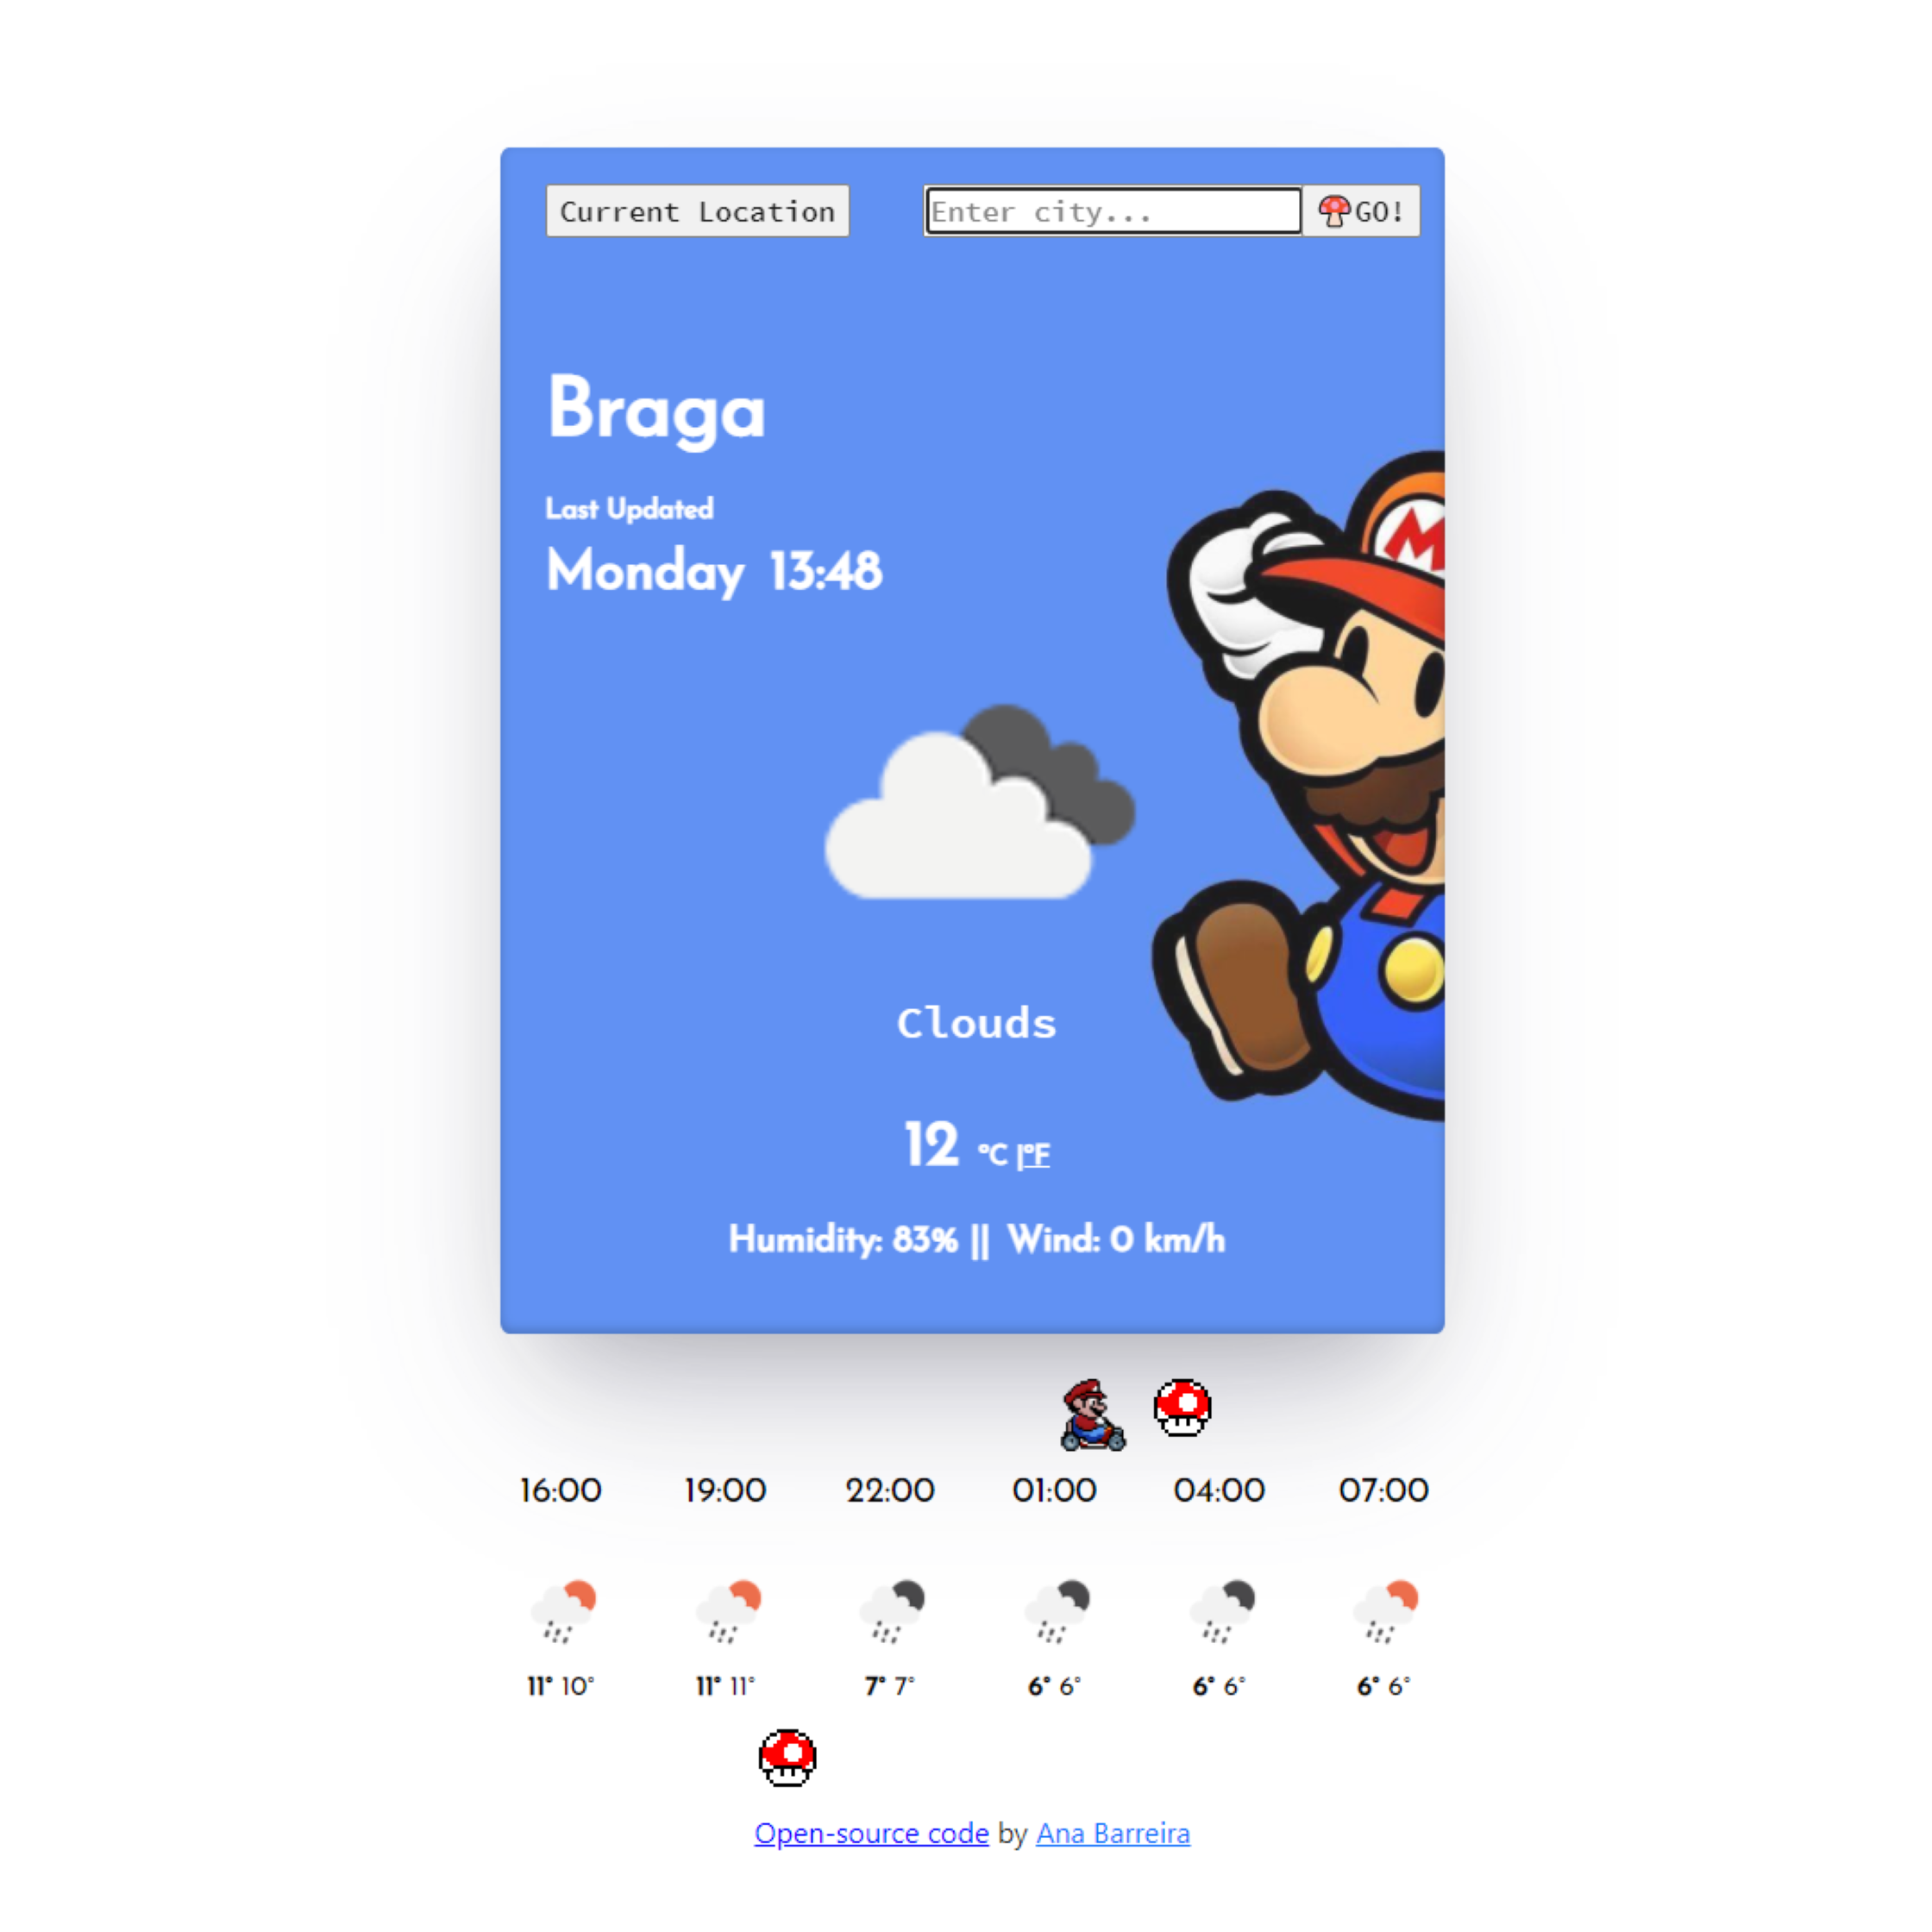 Current Location Enter city... GO!
Braga
Last Updated
Monday 13:48
M
Clouds
12 °C |°F
Humidity: 83% || Wind: 0 km/h
16:00 19:00 22:00 01:00 04:00 07:00
11° 10° 11° 11° 7° 7° 6° 6° 6° 6° 6° 6°
Open-source code by Ana Barreira